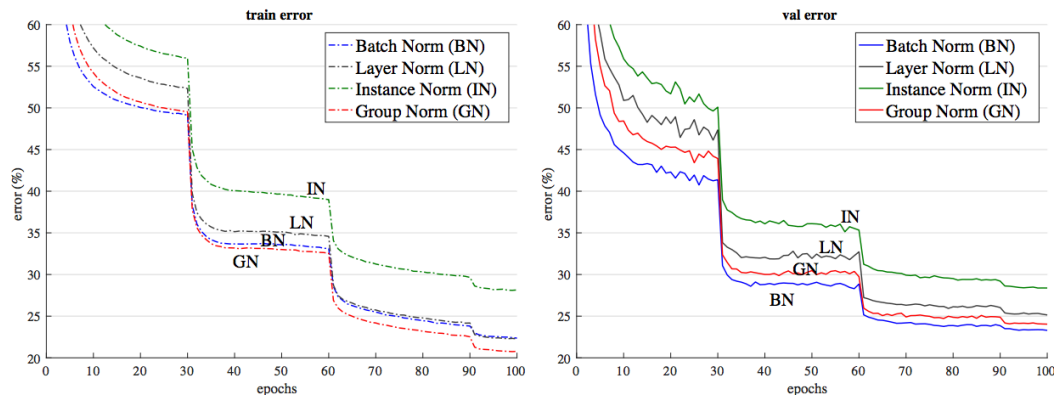 train error
60
55
50
45
40
35
30
25
20
error (%)
0 10 20 30 40 50 60 70 80 90 100
epochs
Batch Norm (BN)
Layer Norm (LN)
Instance Norm (IN)
Group Norm (GN)
IN
LN
BN
GN
val error
60
55
50
45
40
35
30
25
20
error (%)
0 10 20 30 40 50 60 70 80 90 100
epochs
Batch Norm (BN)
Layer Norm (LN)
Instance Norm (IN)
Group Norm (GN)
IN
LN
GN
BN